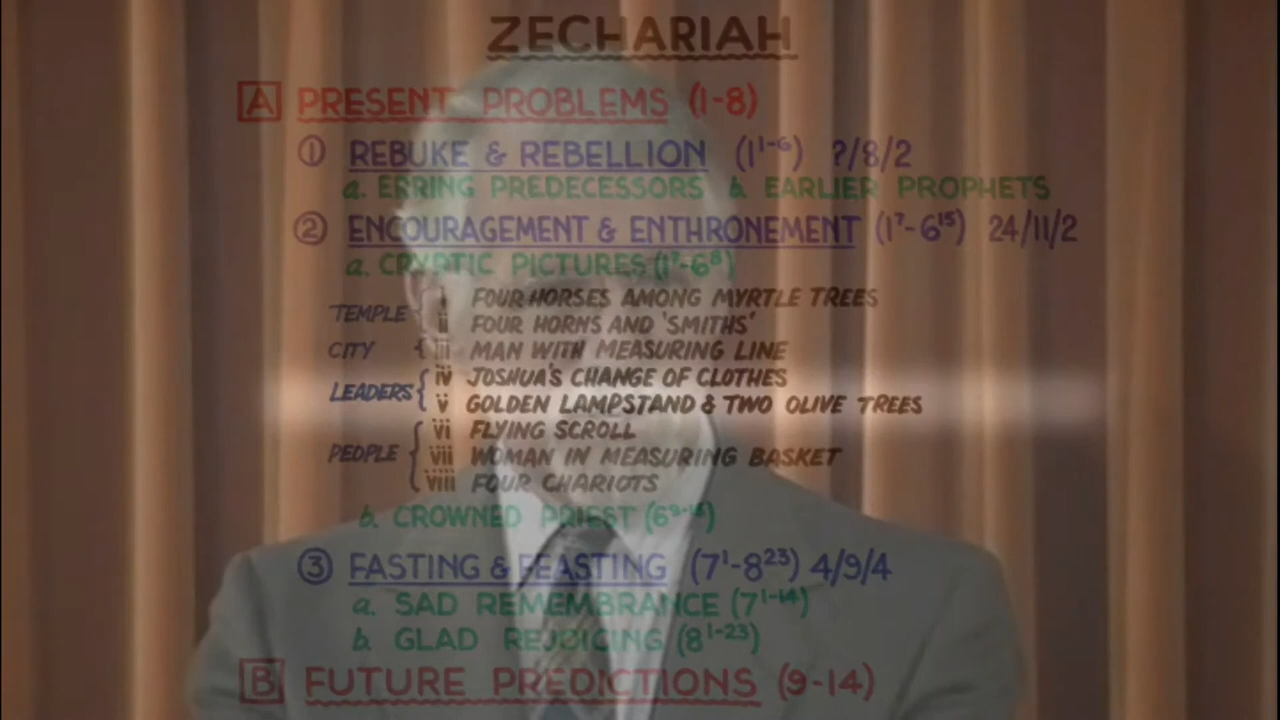 ZECHARIAH
A PRESENT PROBLEMS (1-8)
① REBUKE & REBELLION (1¹⁻⁶) ?/8/2
a. ERRING PREDECESSORS & EARLIER PROPHETS
② ENCOURAGEMENT & ENTHRONEMENT (1⁷-6¹⁵) 24/11/2
a. CRYPTIC PICTURES (1⁷-6⁸)
TEMPLE { i FOUR HORSES AMONG MYRTLE TREES
ii FOUR HORNS AND 'SMITHS'
CITY { iii MAN WITH MEASURING LINE
LEADERS { iv JOSHUA'S CHANGE OF CLOTHES
v GOLDEN LAMPSTAND & TWO OLIVE TREES
PEOPLE { vi FLYING SCROLL
vii WOMAN IN MEASURING BASKET
viii FOUR CHARIOTS
b. CROWNED PRIEST (6⁹⁻¹⁵)
③ FASTING & FEASTING (7¹-8²³) 4/9/4
a. SAD REMEMBRANCE (7¹⁻¹⁴)
b. GLAD REJOICING (8¹⁻²³)
B FUTURE PREDICTIONS (9-14)